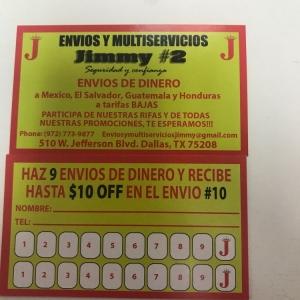 J ENVIOS Y MULTISERVICIOS J
Jimmy #2
Seguridad y confianza
ENVIOS DE DINERO
a Mexico, El Salvador, Guatemala y Honduras
a tarifas BAJAS
PARTICIPA DE NUESTRAS RIFAS Y DE TODAS
NUESTRAS PROMOCIONES, TE ESPERAMOS!!!
Phone: (972) 773-9877 Enviosymultiserviciosjimmy@gmail.com
510 W. Jefferson Blvd. Dallas, TX 75208
HAZ 9 ENVIOS DE DINERO Y RECIBE
HASTA $10 OFF EN EL ENVIO #10
NOMBRE:
TEL:
1 2 3 4 5 6 7 8 9 J
1 2 3 4 5 6 7 8 9 J